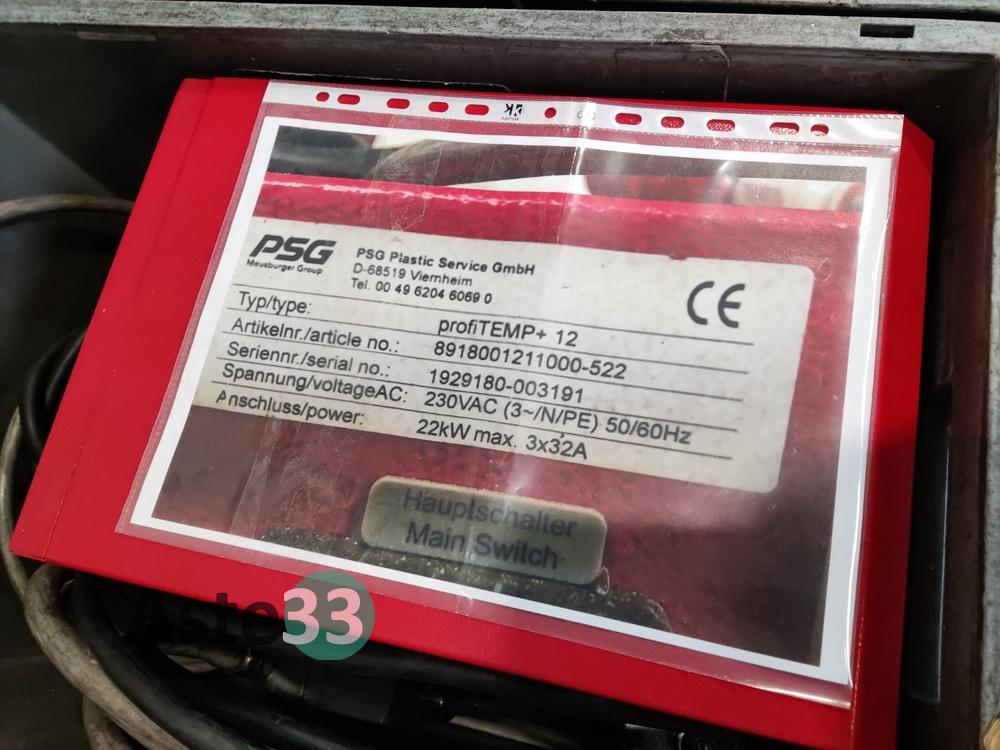 PSG
Meusburger Group
PSG Plastic Service GmbH
D-68519 Viernheim
Tel. 00 49 6204 6069 0
CE
Typ/type: profiTEMP+ 12
Artikelnr./article no.: 8918001211000-522
Seriennr./serial no.: 1929180-003191
Spannung/voltageAC: 230VAC (3~/N/PE) 50/60Hz
Anschluss/power: 22kW max. 3x32A
Hauptschalter
Main Switch
Aste33